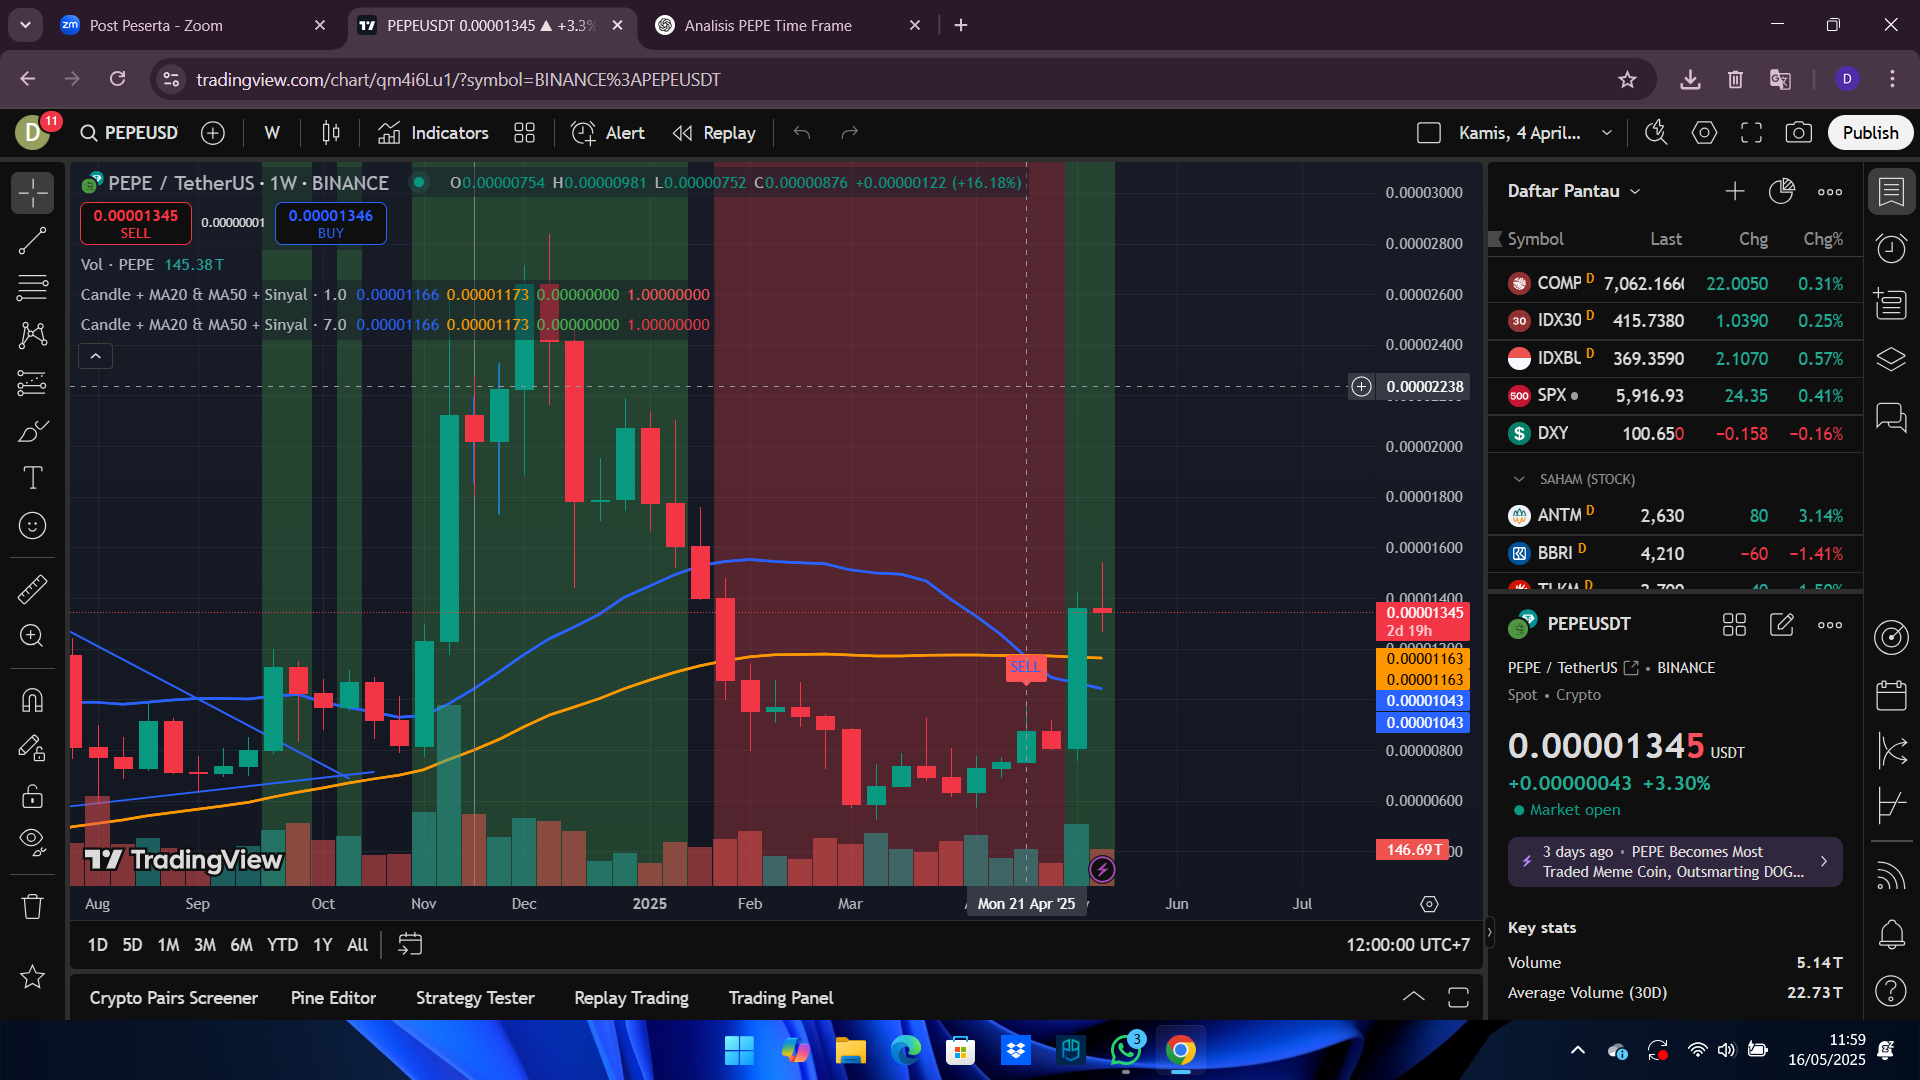 Post Peserta - Zoom
PEPEUSDT 0.00001345 ▲ +3.3%
Analisis PEPE Time Frame
tradingview.com/chart/qm4i6Lu1/?symbol=BINANCE%3APEPEUSDT
D
D 11
PEPEUSD
W
Indicators
Alert
Replay
Kamis, 4 April...
Publish
PEPE / TetherUS · 1W · BINANCE
O0.00000754 H0.00000981 L0.00000752 C0.00000876 +0.00000122 (+16.18%)
0.00001345 SELL
0.00000001
0.00001346 BUY
Vol · PEPE 145.38 T
Candle + MA20 & MA50 + Sinyal · 1.0 0.00001166 0.00001173 0.00000000 1.00000000
Candle + MA20 & MA50 + Sinyal · 7.0 0.00001166 0.00001173 0.00000000 1.00000000
SELL
0.00003000
0.00002800
0.00002600
0.00002400
0.00002238
0.00002000
0.00001800
0.00001600
0.00001400
0.00001345
2d 19h
0.00001163
0.00001163
0.00001043
0.00001043
0.00000800
0.00000600
146.69 T
TradingView
Aug Sep Oct Nov Dec 2025 Feb Mar Mon 21 Apr '25 Jun Jul
1D 5D 1M 3M 6M YTD 1Y All
12:00:00 UTC+7
Crypto Pairs Screener Pine Editor Strategy Tester Replay Trading Trading Panel
Daftar Pantau
Symbol Last Chg Chg%
COMP D 7,062.1660 22.0050 0.31%
30 IDX30 D 415.7380 1.0390 0.25%
IDXBU D 369.3590 2.1070 0.57%
500 SPX 5,916.93 24.35 0.41%
$ DXY 100.650 −0.158 −0.16%
SAHAM (STOCK)
ANTM D 2,630 80 3.14%
BBRI D 4,210 −60 −1.41%
PEPEUSDT
PEPE / TetherUS • BINANCE
Spot • Crypto
0.00001345 USDT
+0.00000043 +3.30%
Market open
3 days ago · PEPE Becomes Most
Traded Meme Coin, Outsmarting DOG...
Key stats
Volume 5.14 T
Average Volume (30D) 22.73 T
3
11:59
16/05/2025